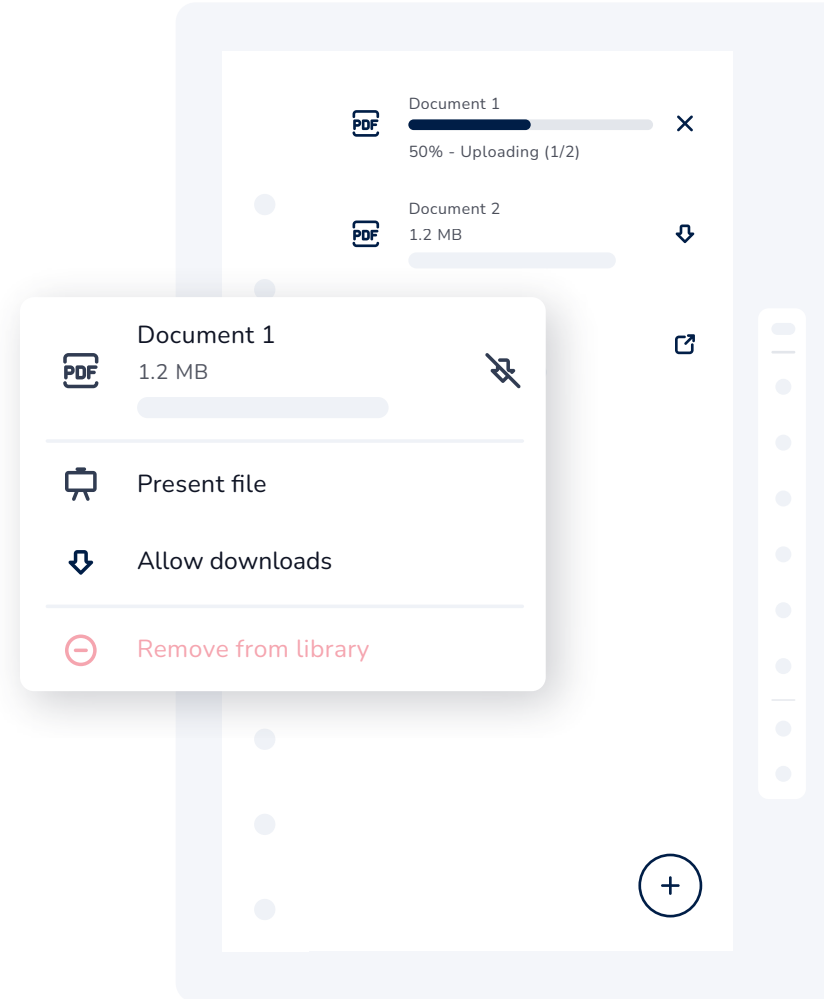 Document 1
PDF
50% - Uploading (1/2)
Document 2
PDF
1.2 MB
Document 1
PDF
1.2 MB
Present file
Allow downloads
Remove from library